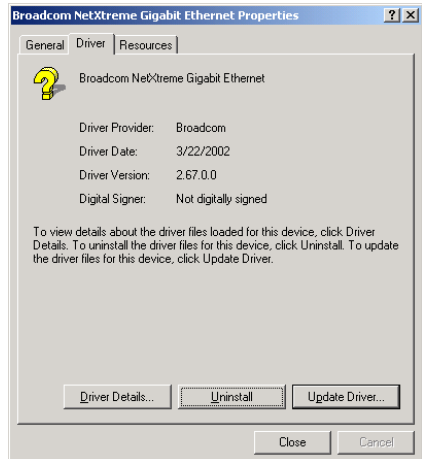 Broadcom NetXtreme Gigabit Ethernet Properties
General Driver Resources
Broadcom NetXtreme Gigabit Ethernet
Driver Provider: Broadcom
Driver Date: 3/22/2002
Driver Version: 2.67.0.0
Digital Signer: Not digitally signed
To view details about the driver files loaded for this device, click Driver
Details. To uninstall the driver files for this device, click Uninstall. To update
the driver files for this device, click Update Driver.
Driver Details... Uninstall Update Driver...
Close Cancel